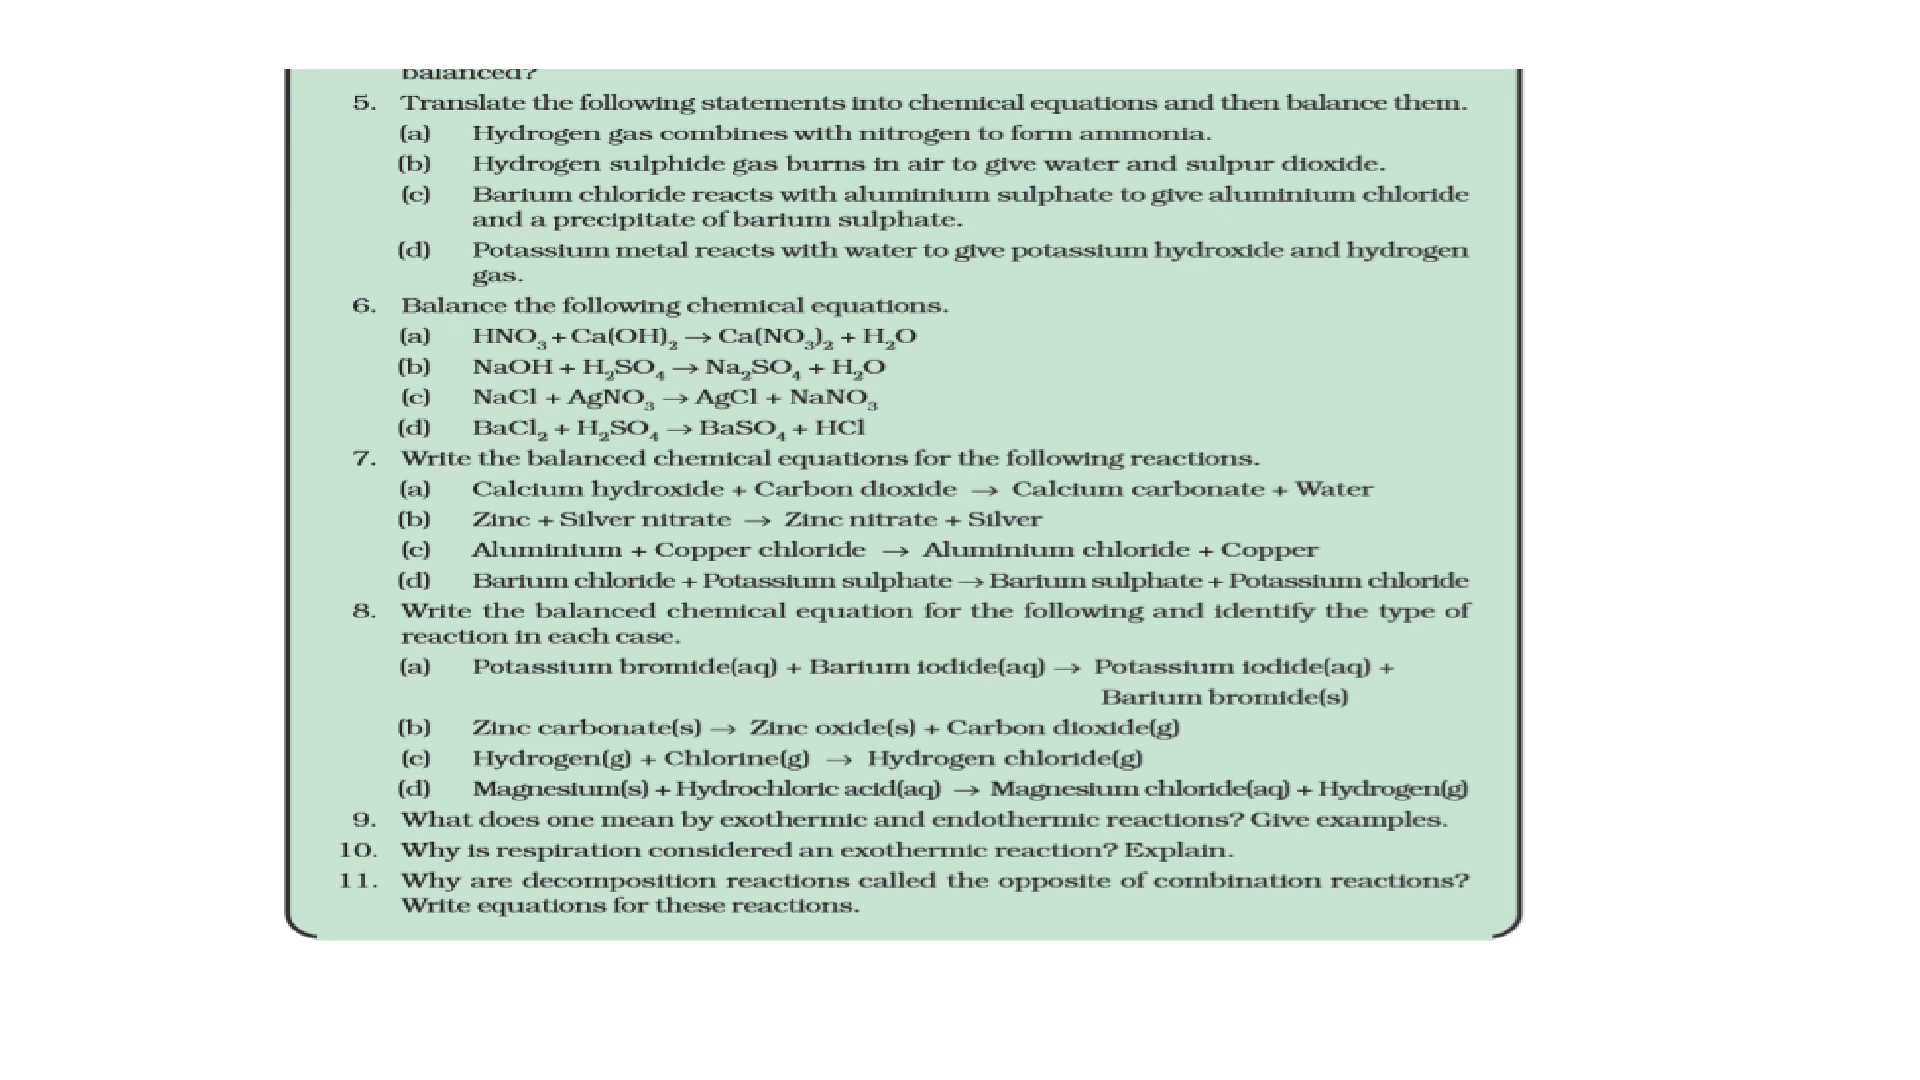 balanced?
5. Translate the following statements into chemical equations and then balance them.
(a) Hydrogen gas combines with nitrogen to form ammonia.
(b) Hydrogen sulphide gas burns in air to give water and sulpur dioxide.
(c) Barium chloride reacts with aluminium sulphate to give aluminium chloride
and a precipitate of barium sulphate.
(d) Potassium metal reacts with water to give potassium hydroxide and hydrogen
gas.
6. Balance the following chemical equations.
(a) HNO₃ + Ca(OH)₂ → Ca(NO₃)₂ + H₂O
(b) NaOH + H₂SO₄ → Na₂SO₄ + H₂O
(c) NaCl + AgNO₃ → AgCl + NaNO₃
(d) BaCl₂ + H₂SO₄ → BaSO₄ + HCl
7. Write the balanced chemical equations for the following reactions.
(a) Calcium hydroxide + Carbon dioxide → Calcium carbonate + Water
(b) Zinc + Silver nitrate → Zinc nitrate + Silver
(c) Aluminium + Copper chloride → Aluminium chloride + Copper
(d) Barium chloride + Potassium sulphate → Barium sulphate + Potassium chloride
8. Write the balanced chemical equation for the following and identify the type of
reaction in each case.
(a) Potassium bromide(aq) + Barium iodide(aq) → Potassium iodide(aq) +
Barium bromide(s)
(b) Zinc carbonate(s) → Zinc oxide(s) + Carbon dioxide(g)
(c) Hydrogen(g) + Chlorine(g) → Hydrogen chloride(g)
(d) Magnesium(s) + Hydrochloric acid(aq) → Magnesium chloride(aq) + Hydrogen(g)
9. What does one mean by exothermic and endothermic reactions? Give examples.
10. Why is respiration considered an exothermic reaction? Explain.
11. Why are decomposition reactions called the opposite of combination reactions?
Write equations for these reactions.